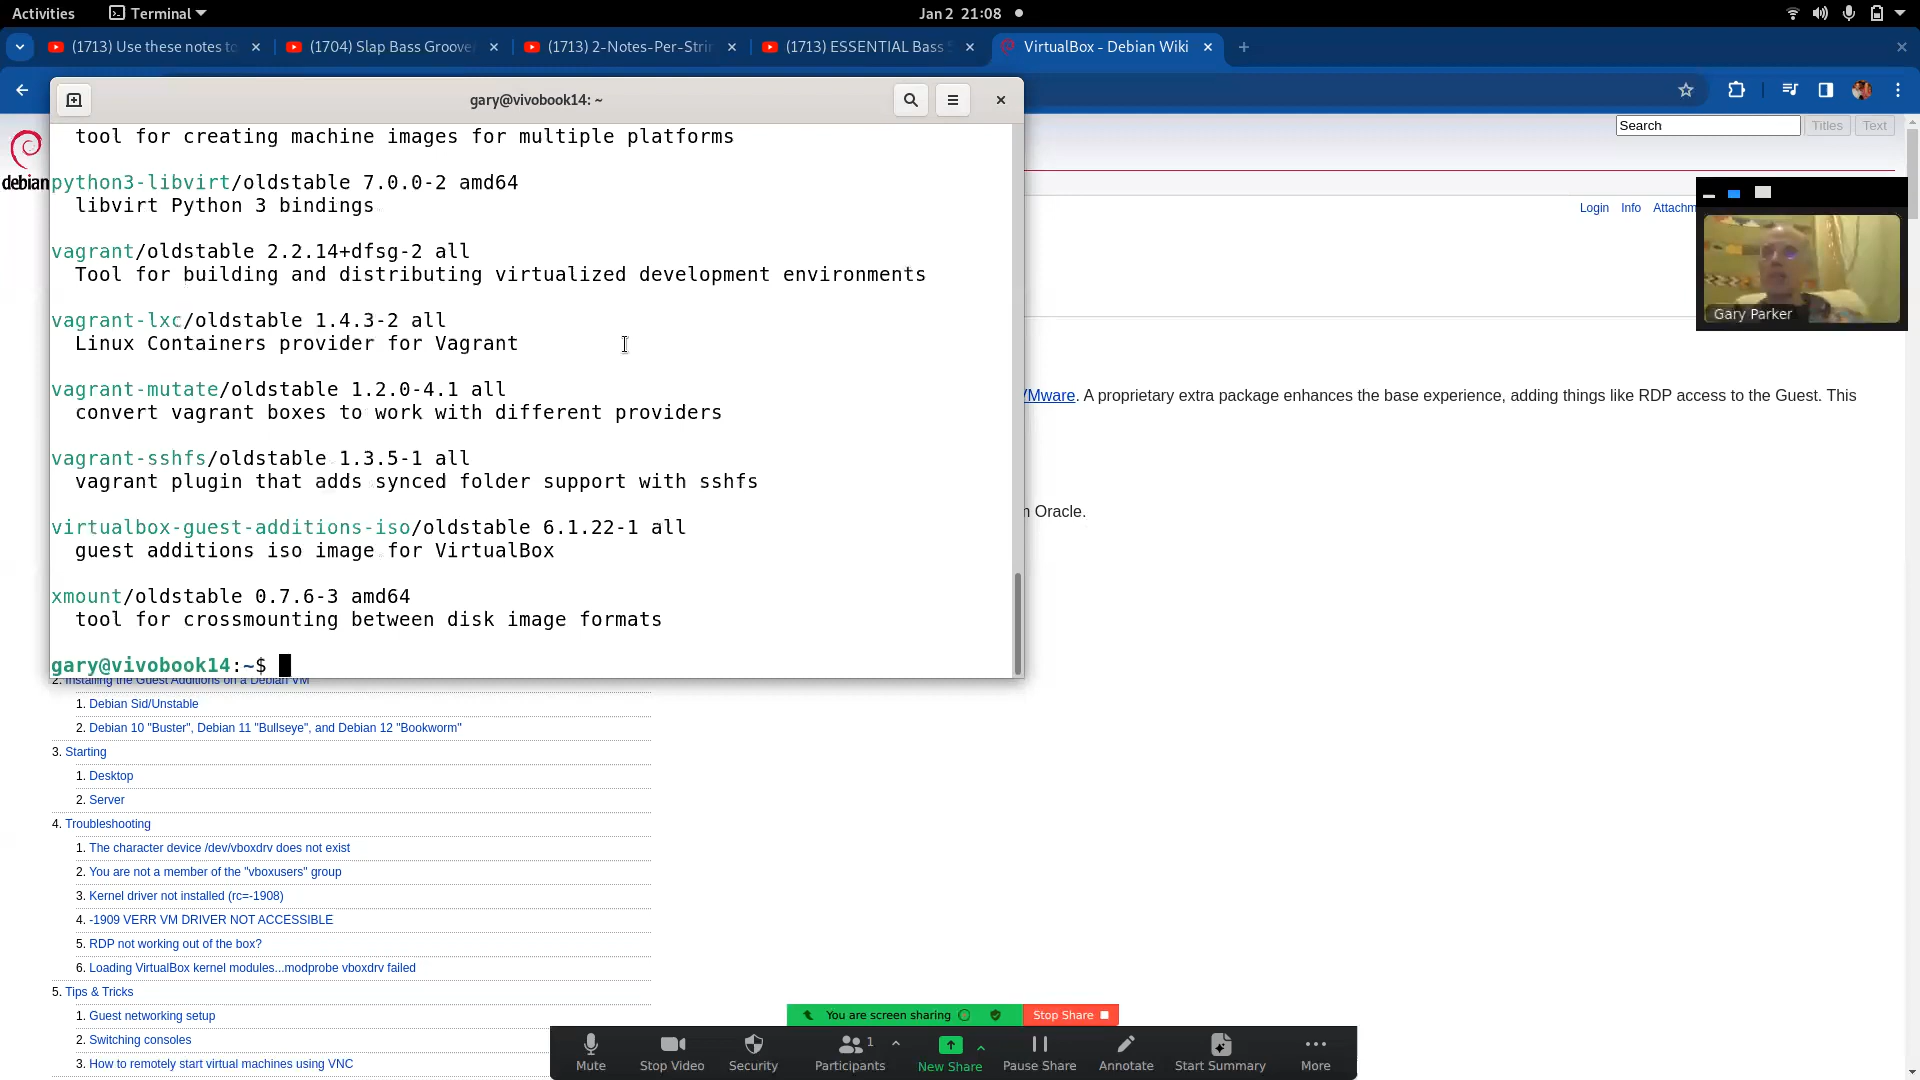 Activities
Terminal
Jan 2 21:08
(1713) Use these notes to
(1704) Slap Bass Groove
(1713) 2-Notes-Per-Strin
(1713) ESSENTIAL Bass S
VirtualBox - Debian Wiki
gary@vivobook14: ~
tool for creating machine images for multiple platforms
python3-libvirt/oldstable 7.0.0-2 amd64
libvirt Python 3 bindings
vagrant/oldstable 2.2.14+dfsg-2 all
Tool for building and distributing virtualized development environments
vagrant-lxc/oldstable 1.4.3-2 all
Linux Containers provider for Vagrant
vagrant-mutate/oldstable 1.2.0-4.1 all
convert vagrant boxes to work with different providers
vagrant-sshfs/oldstable 1.3.5-1 all
vagrant plugin that adds synced folder support with sshfs
virtualbox-guest-additions-iso/oldstable 6.1.22-1 all
guest additions iso image for VirtualBox
xmount/oldstable 0.7.6-3 amd64
tool for crossmounting between disk image formats
gary@vivobook14:~$
debian
Search
Titles
Text
Login Info Attachm
Gary Parker
VMware. A proprietary extra package enhances the base experience, adding things like RDP access to the Guest. This
n Oracle.
2. Installing the Guest Additions on a Debian VM
1. Debian Sid/Unstable
2. Debian 10 "Buster", Debian 11 "Bullseye", and Debian 12 "Bookworm"
3. Starting
1. Desktop
2. Server
4. Troubleshooting
1. The character device /dev/vboxdrv does not exist
2. You are not a member of the "vboxusers" group
3. Kernel driver not installed (rc=-1908)
4. -1909 VERR VM DRIVER NOT ACCESSIBLE
5. RDP not working out of the box?
6. Loading VirtualBox kernel modules...modprobe vboxdrv failed
5. Tips & Tricks
1. Guest networking setup
2. Switching consoles
3. How to remotely start virtual machines using VNC
You are screen sharing
Stop Share
Mute
Stop Video
Security
Participants 1
New Share
Pause Share
Annotate
Start Summary
More